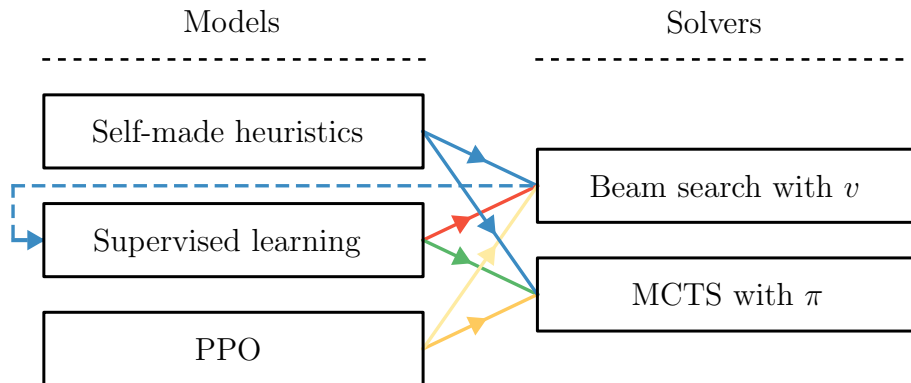 Models
Solvers
Self-made heuristics
Supervised learning
PPO
Beam search with v
MCTS with π